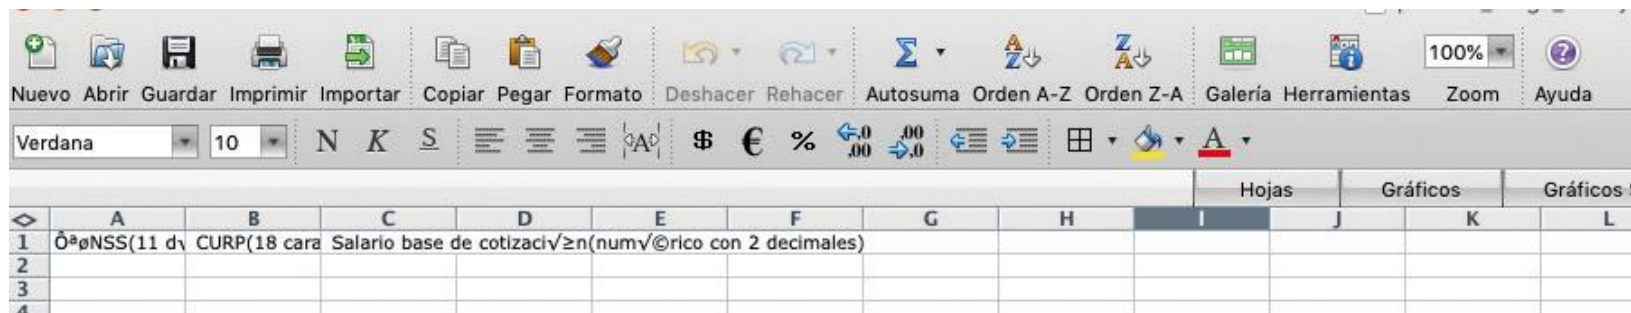 Nuevo Abrir Guardar Imprimir Importar Copiar Pegar Formato Deshacer Rehacer Autosuma Orden A-Z Orden Z-A Galería Herramientas Zoom Ayuda
100%
Verdana 10 N K S $ € % A
Hojas Gráficos Gráficos
A B C D E F G H I J K L
1 ÔªøNSS(11 d√ CURP(18 cara Salario base de cotizaci√≥n(num√©rico con 2 decimales)
2
3
4